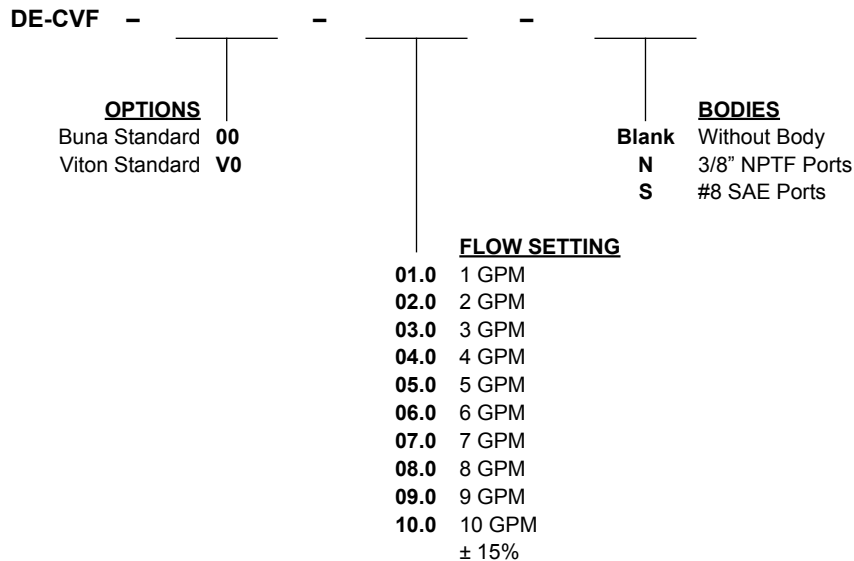 DE-CVF – – –
OPTIONS
Buna Standard 00
Viton Standard V0
BODIES
Blank Without Body
N 3/8” NPTF Ports
S #8 SAE Ports
FLOW SETTING
01.0 1 GPM
02.0 2 GPM
03.0 3 GPM
04.0 4 GPM
05.0 5 GPM
06.0 6 GPM
07.0 7 GPM
08.0 8 GPM
09.0 9 GPM
10.0 10 GPM
± 15%